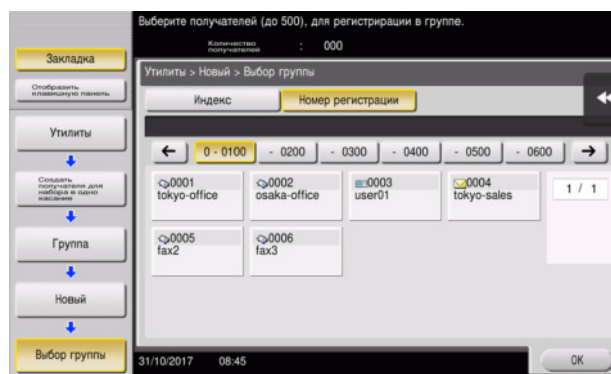 Выберите получателей (до 500), для регистрирации в группе.
Количество
получателей : 000
Закладка
Отобразить
клавишную панель
Утилиты
Создать
получателя для
набора в одно
касание
Группа
Новый
Выбор группы
Утилиты > Новый > Выбор группы
Индекс
Номер регистрации
← 0 - 0100 - 0200 - 0300 - 0400 - 0500 - 0600 →
0001
tokyo-office
0002
osaka-office
0003
user01
0004
tokyo-sales
1 / 1
0005
fax2
0006
fax3
31/10/2017 08:45
OK